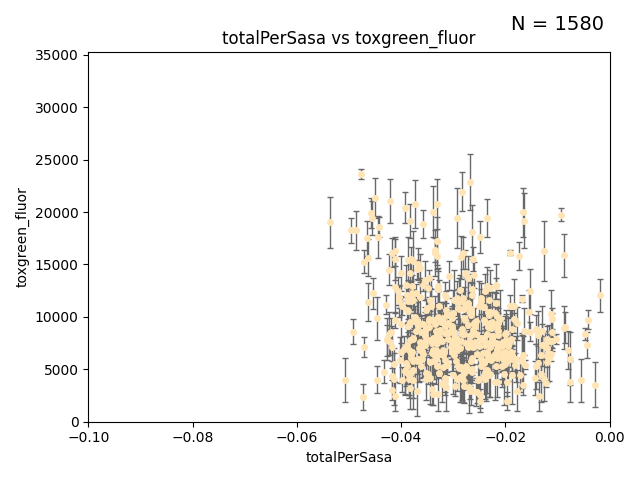 N = 1580
totalPerSasa vs toxgreen_fluor
35000
30000
25000
20000
15000
10000
5000
0
toxgreen_fluor
−0.10 −0.08 −0.06 −0.04 −0.02 0.00
totalPerSasa